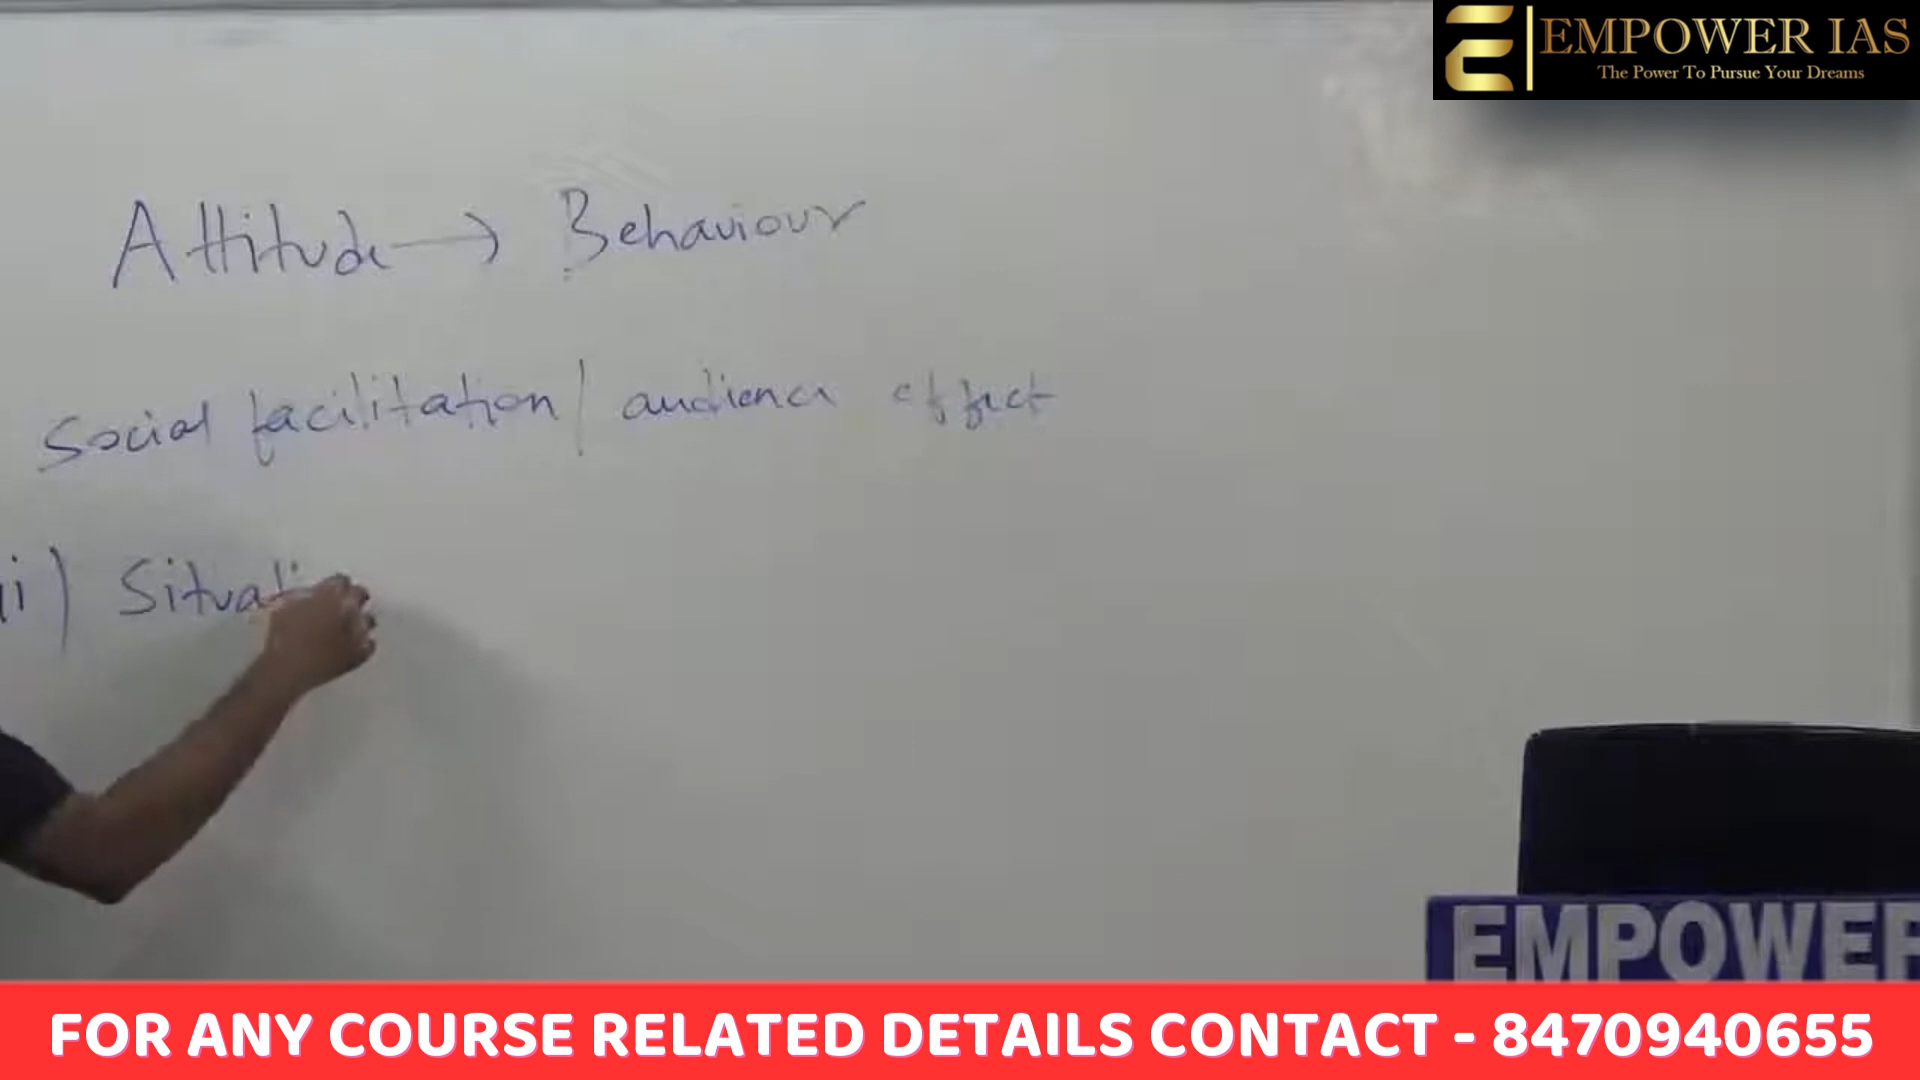 EMPOWER IAS
The Power To Pursue Your Dreams
Attitude → Behaviour
Social facilitation / audience effect
ii) Situati
EMPOWER
FOR ANY COURSE RELATED DETAILS CONTACT - 8470940655